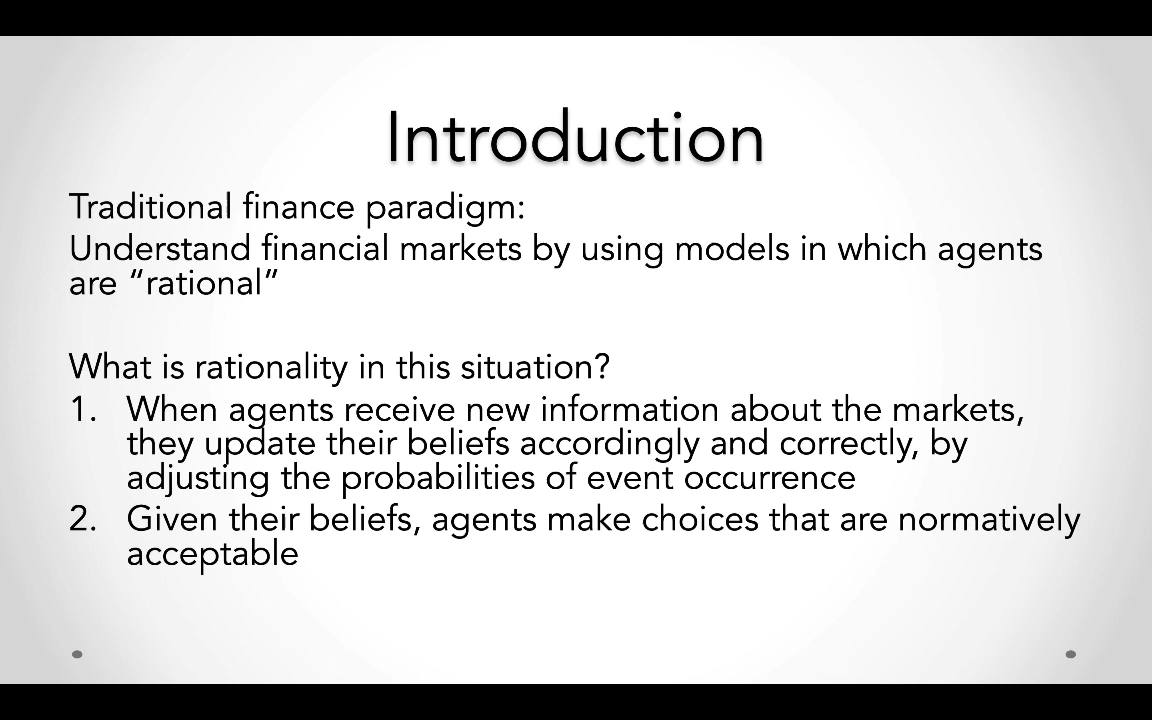 Introduction
Traditional finance paradigm:
Understand financial markets by using models in which agents
are “rational”
What is rationality in this situation?
1. When agents receive new information about the markets,
they update their beliefs accordingly and correctly, by
adjusting the probabilities of event occurrence
2. Given their beliefs, agents make choices that are normatively
acceptable